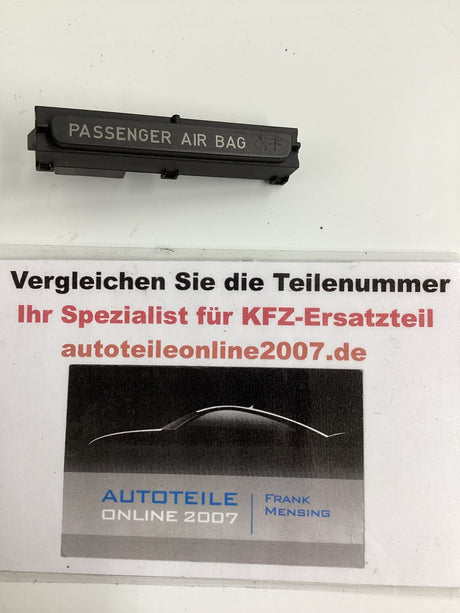 PASSENGER AIR BAG OFF
Vergleichen Sie die Teilenummer
Ihr Spezialist für KFZ-Ersatzteil
autoteileonline2007.de
AUTOTEILE
ONLINE 2007
FRANK
MENSING